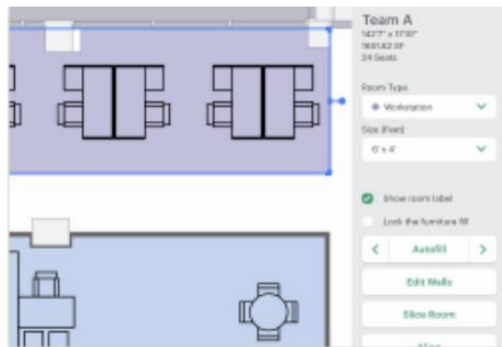 Team A
24 Seats
Room Type
Workstation
Size (Feet)
6' x 4'
Show room label
Lock the furniture fill
Autofill
Edit Walls
Slice Room